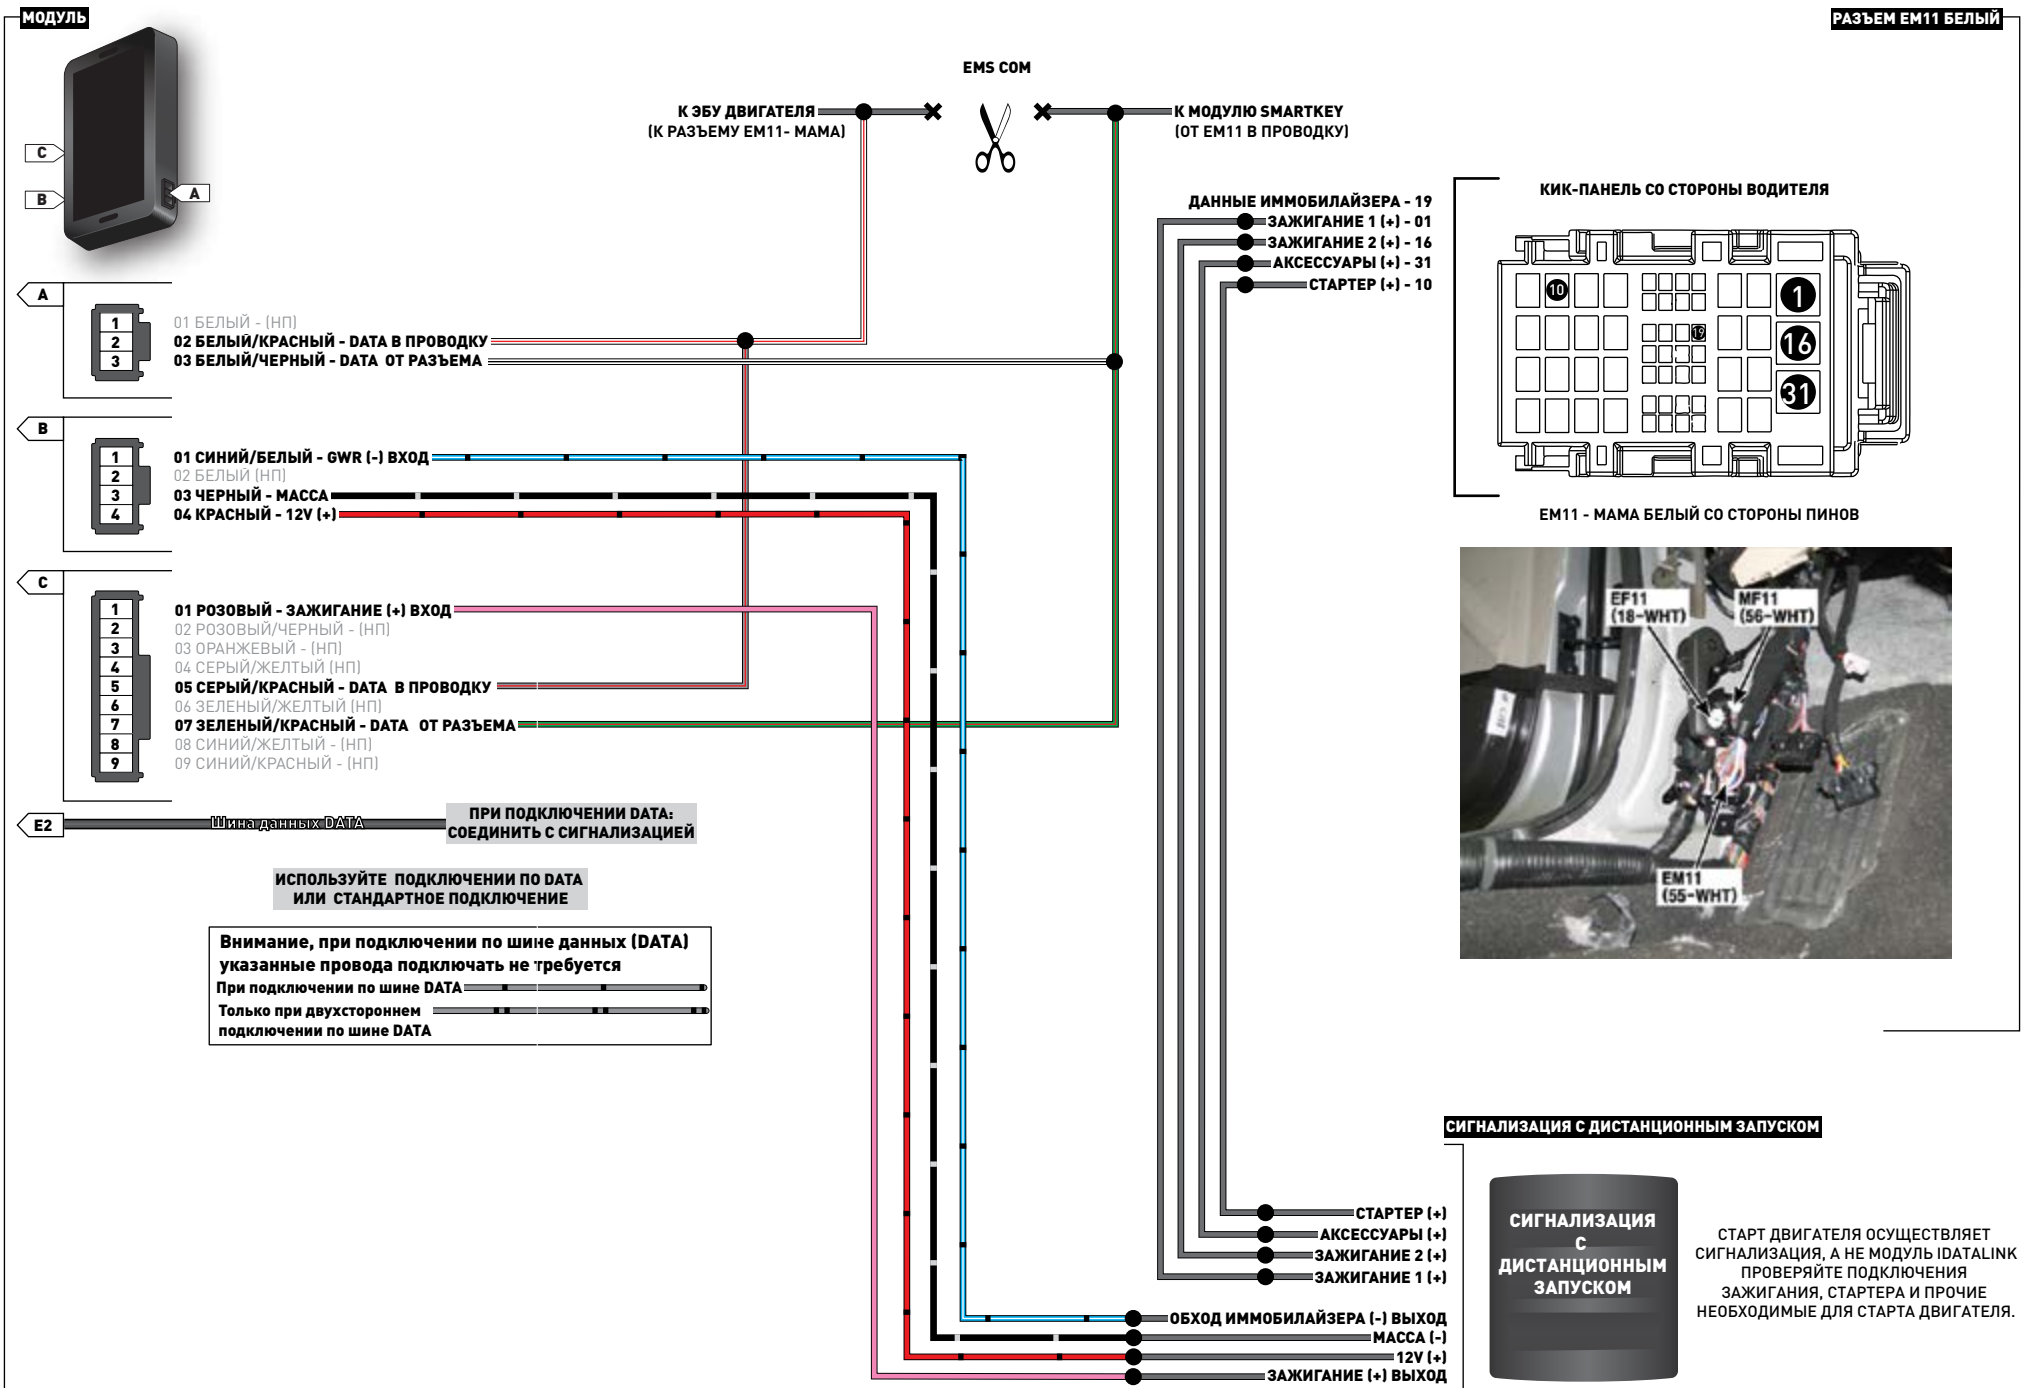 МОДУЛЬ
РАЗЪЕМ EM11 БЕЛЫЙ
C
B
A
EMS COM
К ЭБУ ДВИГАТЕЛЯ
(К РАЗЪЕМУ EM11- МАМА)
К МОДУЛЮ SMARTKEY
(ОТ EM11 В ПРОВОДКУ)
ДАННЫЕ ИММОБИЛАЙЗЕРА - 19
ЗАЖИГАНИЕ 1 (+) - 01
ЗАЖИГАНИЕ 2 (+) - 16
АКСЕССУАРЫ (+) - 31
СТАРТЕР (+) - 10
КИК-ПАНЕЛЬ СО СТОРОНЫ ВОДИТЕЛЯ
10
19
1
16
31
EM11 - МАМА БЕЛЫЙ СО СТОРОНЫ ПИНОВ
EF11
(18-WHT)
MF11
(56-WHT)
EM11
(55-WHT)
A
1
2
3
01 БЕЛЫЙ - (НП)
02 БЕЛЫЙ/КРАСНЫЙ - DATA В ПРОВОДКУ
03 БЕЛЫЙ/ЧЕРНЫЙ - DATA ОТ РАЗЪЕМА
B
1
2
3
4
01 СИНИЙ/БЕЛЫЙ - GWR (-) ВХОД
02 БЕЛЫЙ (НП)
03 ЧЕРНЫЙ - МАССА
04 КРАСНЫЙ - 12V (+)
C
1
2
3
4
5
6
7
8
9
01 РОЗОВЫЙ - ЗАЖИГАНИЕ (+) ВХОД
02 РОЗОВЫЙ/ЧЕРНЫЙ - (НП)
03 ОРАНЖЕВЫЙ - (НП)
04 СЕРЫЙ/ЖЕЛТЫЙ (НП)
05 СЕРЫЙ/КРАСНЫЙ - DATA В ПРОВОДКУ
06 ЗЕЛЕНЫЙ/ЖЕЛТЫЙ (НП)
07 ЗЕЛЕНЫЙ/КРАСНЫЙ - DATA ОТ РАЗЪЕМА
08 СИНИЙ/ЖЕЛТЫЙ - (НП)
09 СИНИЙ/КРАСНЫЙ - (НП)
E2
Шина данных DATA
ПРИ ПОДКЛЮЧЕНИИ DATA:
СОЕДИНИТЬ С СИГНАЛИЗАЦИЕЙ
ИСПОЛЬЗУЙТЕ ПОДКЛЮЧЕНИИ ПО DATA
ИЛИ СТАНДАРТНОЕ ПОДКЛЮЧЕНИЕ
Внимание, при подключении по шине данных (DATA)
указанные провода подключать не требуется
При подключении по шине DATA
Только при двухстороннем
подключении по шине DATA
СИГНАЛИЗАЦИЯ С ДИСТАНЦИОННЫМ ЗАПУСКОМ
СТАРТЕР (+)
АКСЕССУАРЫ (+)
ЗАЖИГАНИЕ 2 (+)
ЗАЖИГАНИЕ 1 (+)
ОБХОД ИММОБИЛАЙЗЕРА (-) ВЫХОД
МАССА (-)
12V (+)
ЗАЖИГАНИЕ (+) ВЫХОД
СИГНАЛИЗАЦИЯ
С
ДИСТАНЦИОННЫМ
ЗАПУСКОМ
СТАРТ ДВИГАТЕЛЯ ОСУЩЕСТВЛЯЕТ
СИГНАЛИЗАЦИЯ, А НЕ МОДУЛЬ IDATALINK
ПРОВЕРЯЙТЕ ПОДКЛЮЧЕНИЯ
ЗАЖИГАНИЯ, СТАРТЕРА И ПРОЧИЕ
НЕОБХОДИМЫЕ ДЛЯ СТАРТА ДВИГАТЕЛЯ.